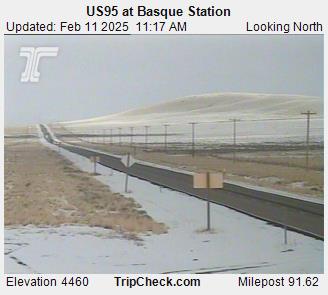 US95 at Basque Station
Updated: Feb 11 2025 11:17 AM Looking North
Elevation 4460 TripCheck.com Milepost 91.62